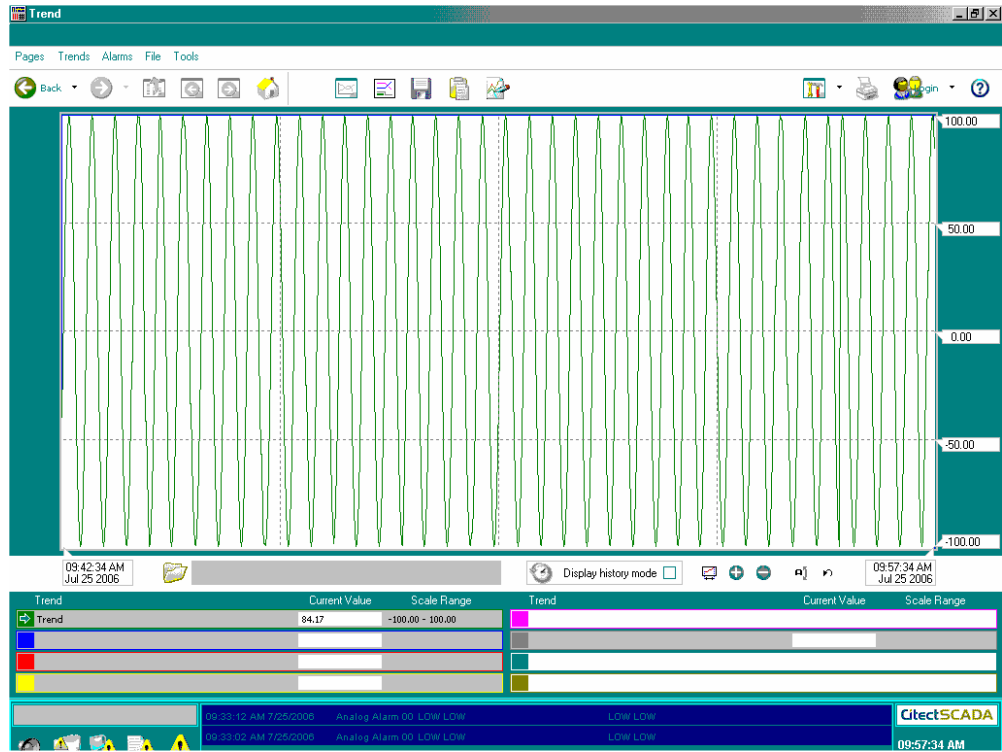 Trend
Pages Trends Alarms File Tools
Back
100.00
50.00
0.00
-50.00
-100.00
09:42:34 AM
Jul 25 2006
Display history mode
09:57:34 AM
Jul 25 2006
Trend Current Value Scale Range Trend Current Value Scale Range
Trend 84.17 -100.00 - 100.00
09:33:12 AM 7/25/2006 Analog Alarm 00 LOW LOW LOW LOW
CitectSCADA
09:33:02 AM 7/25/2006 Analog Alarm 00 LOW LOW LOW LOW
09:57:34 AM